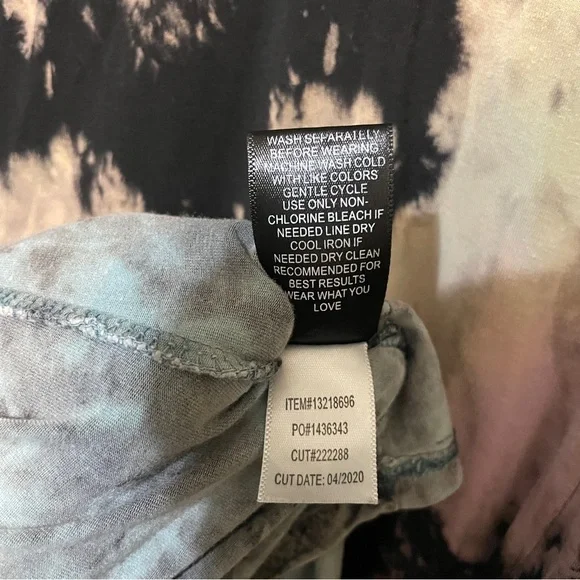 WASH SEPARATELY
BEFORE WEARING
MACHINE WASH COLD
WITH LIKE COLORS
GENTLE CYCLE
USE ONLY NON-
CHLORINE BLEACH IF
NEEDED LINE DRY
COOL IRON IF
NEEDED DRY CLEAN
RECOMMENDED FOR
BEST RESULTS
WEAR WHAT YOU
LOVE
ITEM#13218696
PO#1436343
CUT#222288
CUT DATE: 04/2020